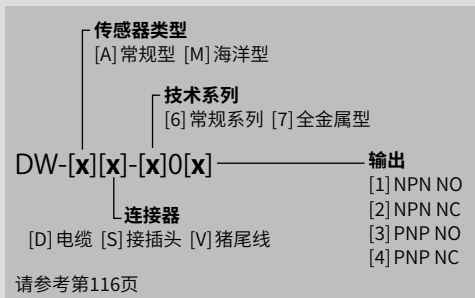 传感器类型
[A] 常规型 [M] 海洋型
技术系列
[6] 常规系列 [7] 全金属型
DW-[x][x]-[x]0[x]
输出
[1] NPN NO
[2] NPN NC
[3] PNP NO
[4] PNP NC
连接器
[D] 电缆 [S] 接插头 [V] 猪尾线
请参考第116页